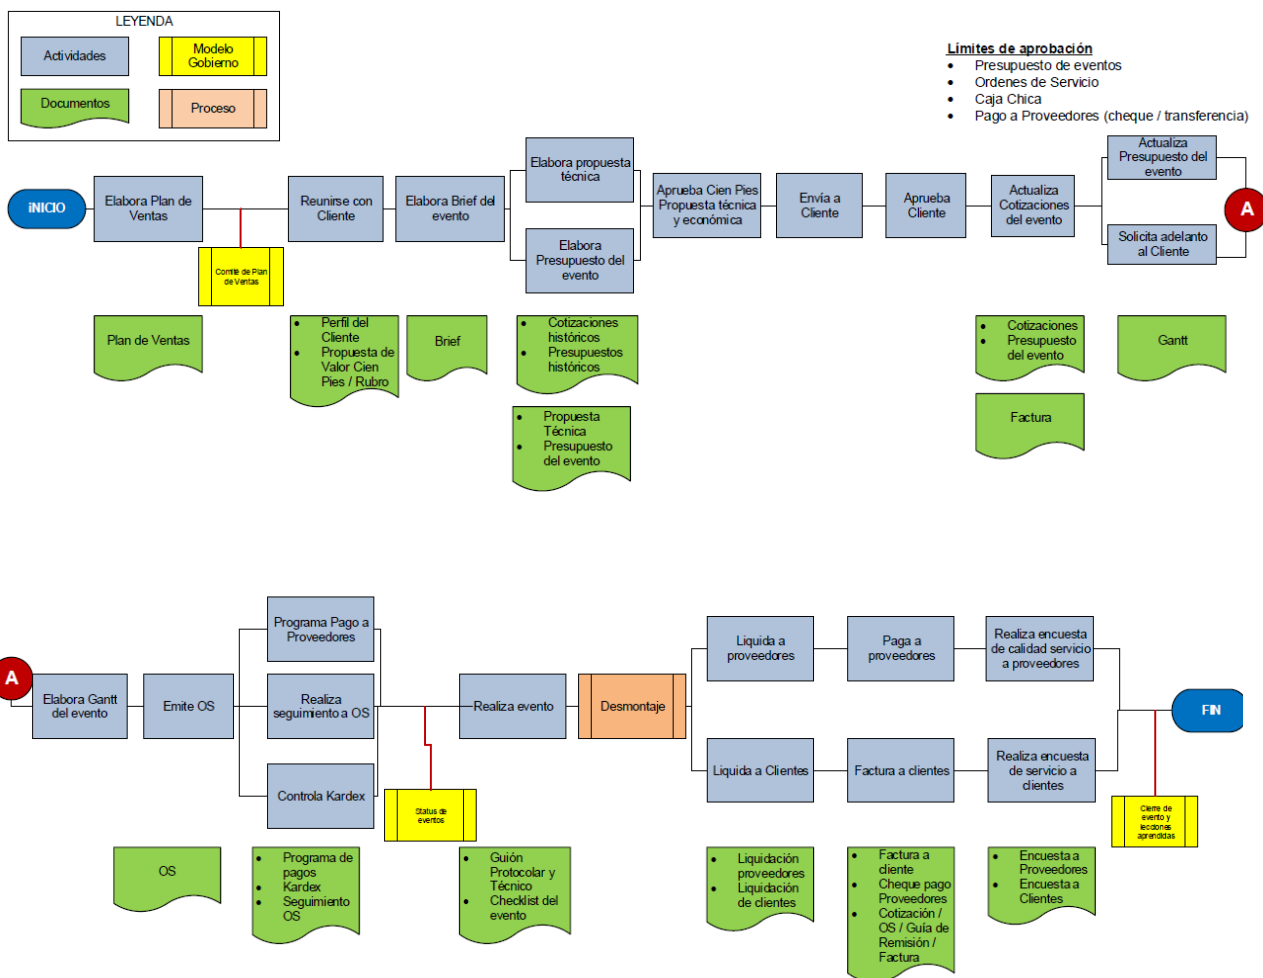 LEYENDA
Actividades
Modelo
Gobierno
Documentos
Proceso
Límites de aprobación
• Presupuesto de eventos
• Ordenes de Servicio
• Caja Chica
• Pago a Proveedores (cheque / transferencia)
iNICIO
Elabora Plan de
Ventas
Comité de Plan
de Ventas
Reunirse con
Cliente
Elabora Brief del
evento
Elabora propuesta
técnica
Elabora
Presupuesto del
evento
Aprueba Cien Pies
Propuesta técnica
y económica
Envía a
Cliente
Aprueba
Cliente
Actualiza
Cotizaciones
del evento
Actualiza
Presupuesto del
evento
Solicita adelanto
al Cliente
A
Plan de Ventas
• Perfil del
Cliente
• Propuesta de
Valor Cien
Pies / Rubro
Brief
• Cotizaciones
históricos
• Presupuestos
históricos
• Propuesta
Técnica
• Presupuesto
del evento
• Cotizaciones
• Presupuesto
del evento
Factura
Gantt
A
Elabora Gantt
del evento
Emite OS
Programa Pago a
Proveedores
Realiza
seguimiento a OS
Controla Kardex
Status de
eventos
Realiza evento
Desmontaje
Liquida a
proveedores
Paga a
proveedores
Realiza encuesta
de calidad servicio
a proveedores
Liquida a Clientes
Factura a clientes
Realiza encuesta
de servicio a
clientes
FIN
Cierre de
evento y
lecciones
aprendidas
OS
• Programa de
pagos
• Kardex
• Seguimiento
OS
• Guión
Protocolar y
Técnico
• Checklist del
evento
• Liquidación
proveedores
• Liquidación
de clientes
• Factura a
cliente
• Cheque pago
Proveedores
• Cotización /
OS / Guía de
Remisión /
Factura
• Encuesta a
Proveedores
• Encuesta a
Clientes